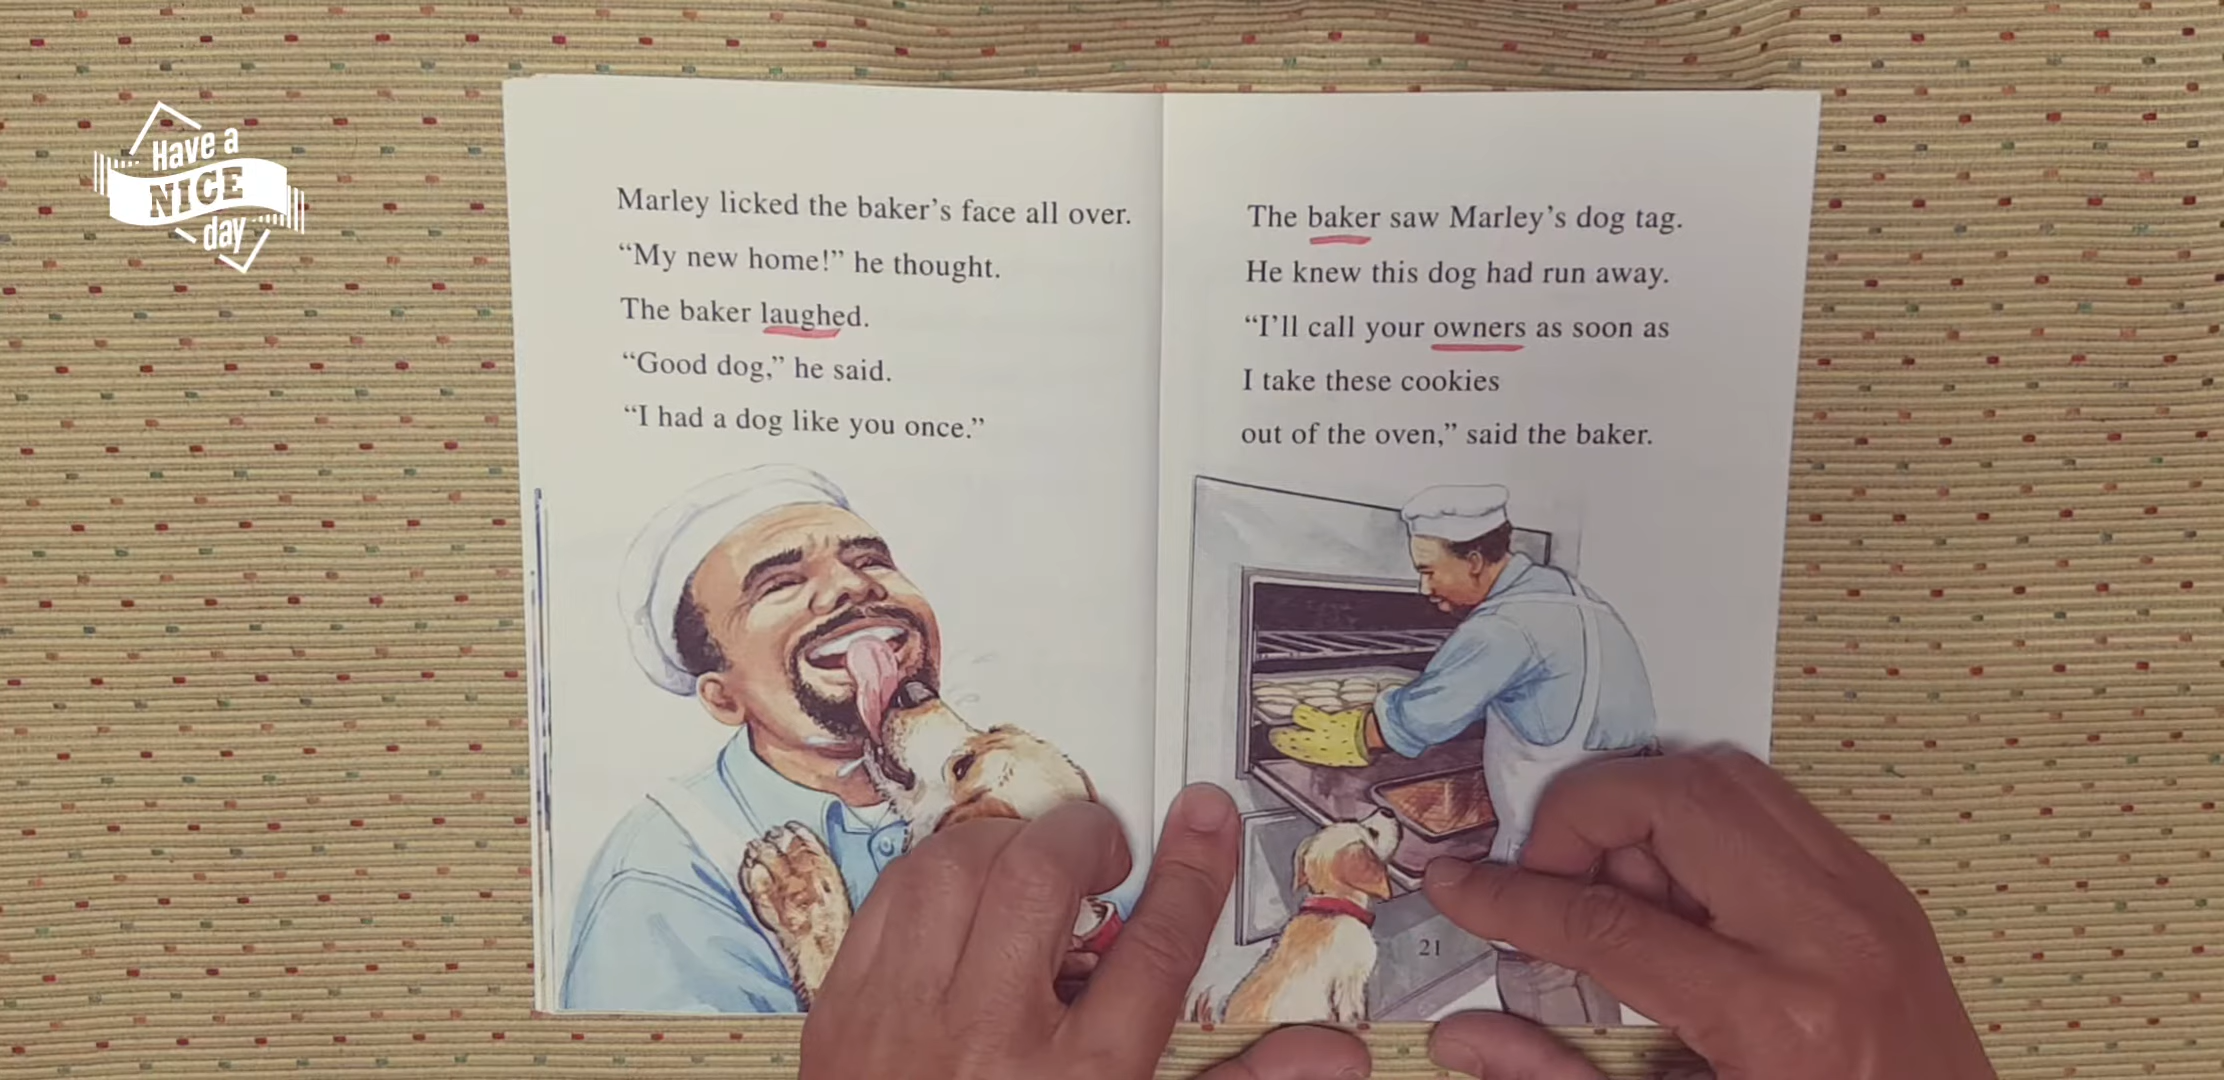 Have a
NICE
day
Marley licked the baker’s face all over.
“My new home!” he thought.
The baker laughed.
“Good dog,” he said.
“I had a dog like you once.”
The baker saw Marley’s dog tag.
He knew this dog had run away.
“I’ll call your owners as soon as
I take these cookies
out of the oven,” said the baker.
21